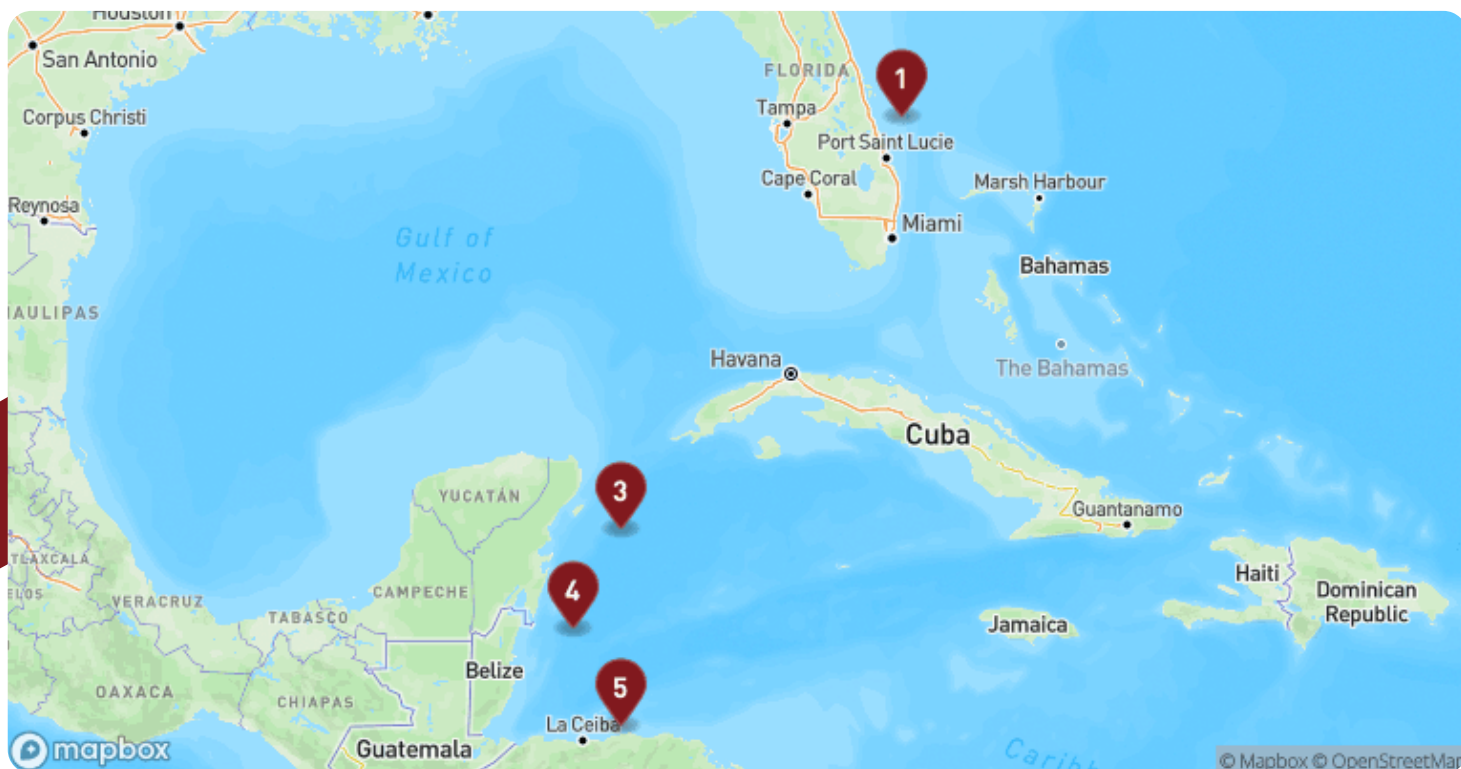 Houston
San Antonio
FLORIDA
1
Tampa
Corpus Christi
Port Saint Lucie
Cape Coral
Marsh Harbour
Reynosa
Miami
Gulf of
Mexico
Bahamas
AULIPAS
Havana
The Bahamas
Cuba
3
YUCATÁN
Guantanamo
TLAXCALA
Haiti
4
ELOS
CAMPECHE
VERACRUZ
Dominican
Republic
TABASCO
Jamaica
Belize
5
OAXACA
CHIAPAS
La Ceiba
Guatemala
mapbox
Caribb
© Mapbox © OpenStreetMap